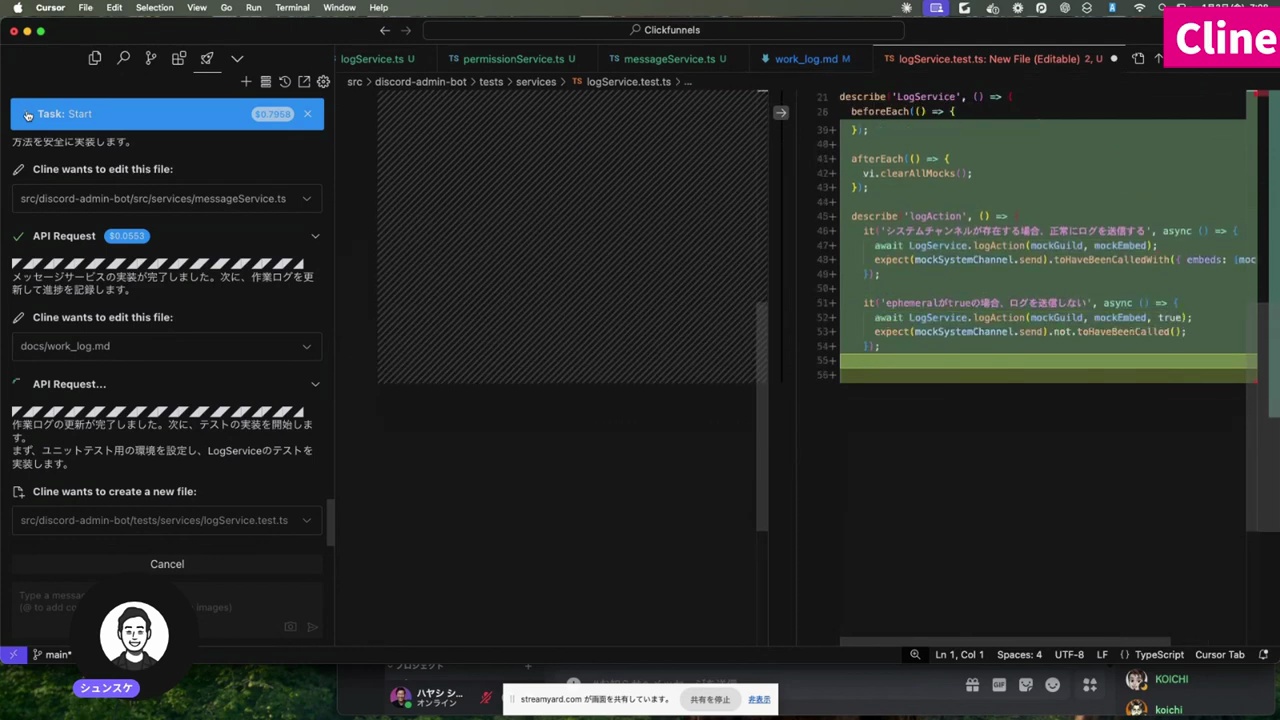 Cursor File Edit Selection View Go Run Terminal Window Help
Cline
Clickfunnels
logService.ts U
permissionService.ts U
messageService.ts U
work_log.md M
logService.test.ts: New File (Editable) 2, U
src > discord-admin-bot > tests > services > logService.test.ts > ...
Task: Start
$0.7958
方法を安全に実装します。
Cline wants to edit this file:
src/discord-admin-bot/src/services/messageService.ts
API Request $0.0553
メッセージサービスの実装が完了しました。次に、作業ログを更
新して進捗を記録します。
Cline wants to edit this file:
docs/work_log.md
API Request...
作業ログの更新が完了しました。次に、テストの実装を開始しま
す。
まず、ユニットテスト用の環境を設定し、LogServiceのテストを
実装します。
Cline wants to create a new file:
src/discord-admin-bot/tests/services/logService.test.ts
Cancel
Type a messa
(@ to add co
images)
21 describe('LogService', () => {
26 beforeEach(() => {
39+ });
40+
41+ afterEach(() => {
42+ vi.clearAllMocks();
43+ });
44+
45+ describe('logAction', () => {
46+ it('システムチャンネルが存在する場合、正常にログを送信する', async () => {
47+ await LogService.logAction(mockGuild, mockEmbed);
48+ expect(mockSystemChannel.send).toHaveBeenCalledWith({ embeds: [moc
49+ });
50+
51+ it('ephemeralがtrueの場合、ログを送信しない', async () => {
52+ await LogService.logAction(mockGuild, mockEmbed, true);
53+ expect(mockSystemChannel.send).not.toHaveBeenCalled();
54+ });
55+
56+
main*
Ln 1, Col 1
Spaces: 4
UTF-8
LF
{} TypeScript
Cursor Tab
シュンスケ
プロジェクト
ハヤシ シ...
オンライン
streamyard.com が画面を共有しています。
共有を停止
非表示
GIF
KOICHI
koichi